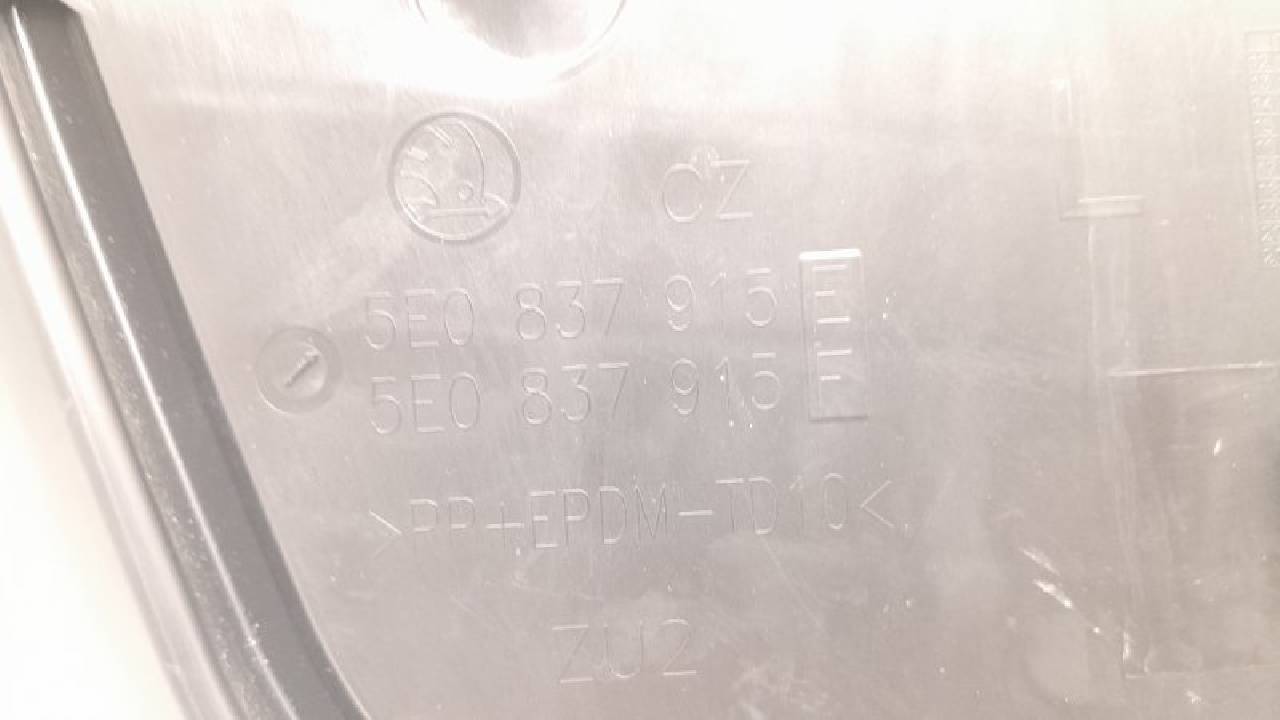 CZ
5E0 837 915 E
5E0 837 915 F
>PP+EPDM-TD10<
ZU2